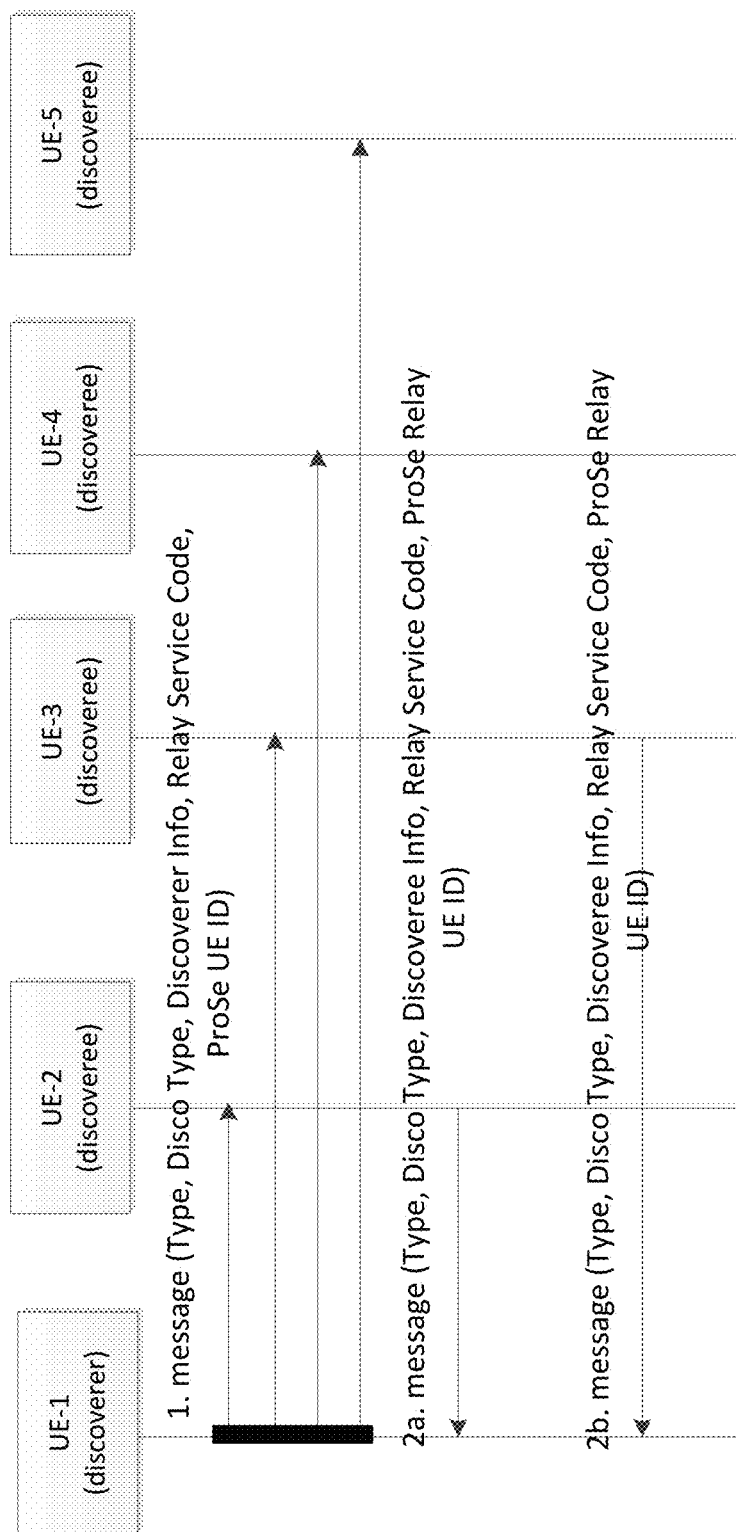 UE-1
(discoverer)
UE-2
(discoveree)
UE-3
(discoveree)
UE-4
(discoveree)
UE-5
(discoveree)
1. message (Type, Disco Type, Discoverer Info, Relay Service Code,
ProSe UE ID)
2a. message (Type, Disco Type, Discoveree Info, Relay Service Code, ProSe Relay
UE ID)
2b. message (Type, Disco Type, Discoveree Info, Relay Service Code, ProSe Relay
UE ID)